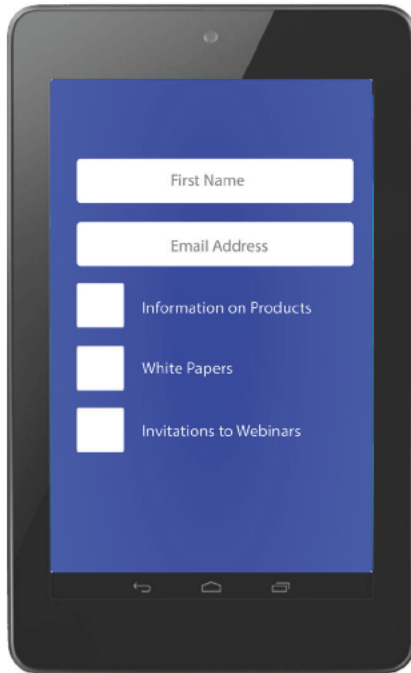 First Name
Email Address
Information on Products
White Papers
Invitations to Webinars